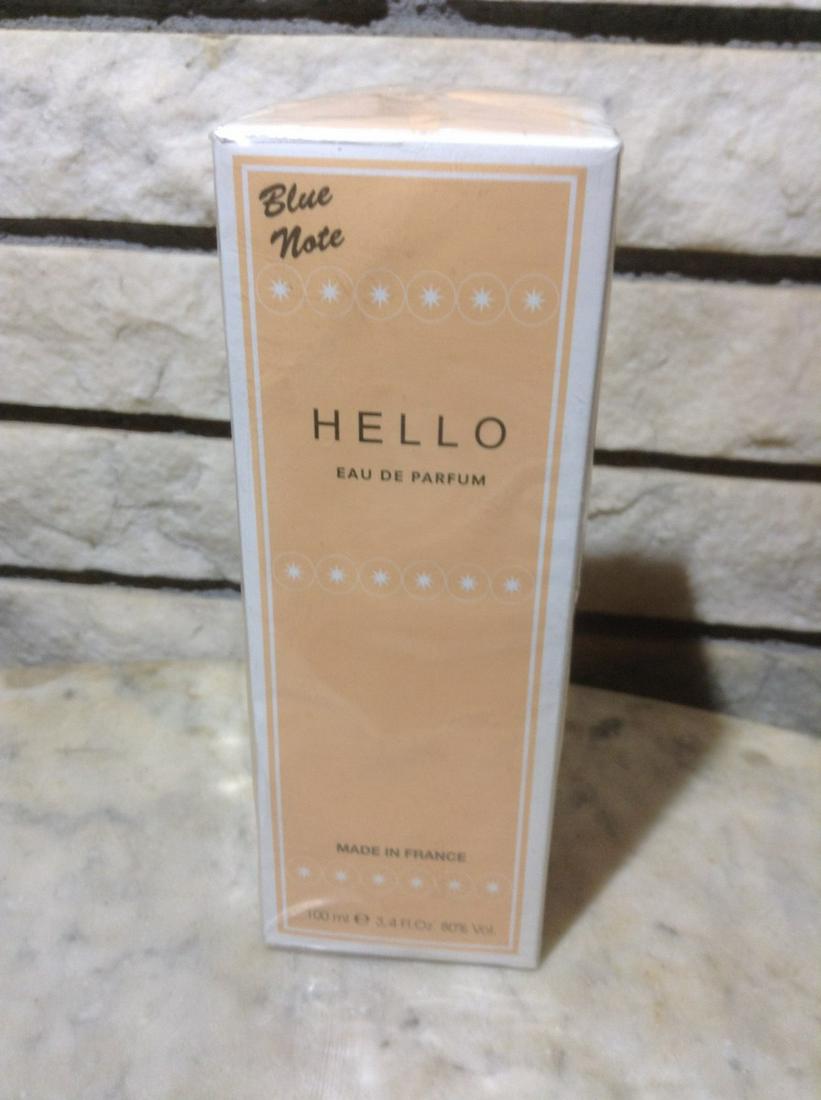 Blue
Note
HELLO
EAU DE PARFUM
MADE IN FRANCE
100 ml ℮ 3,4 fl.Oz. 80% Vol.